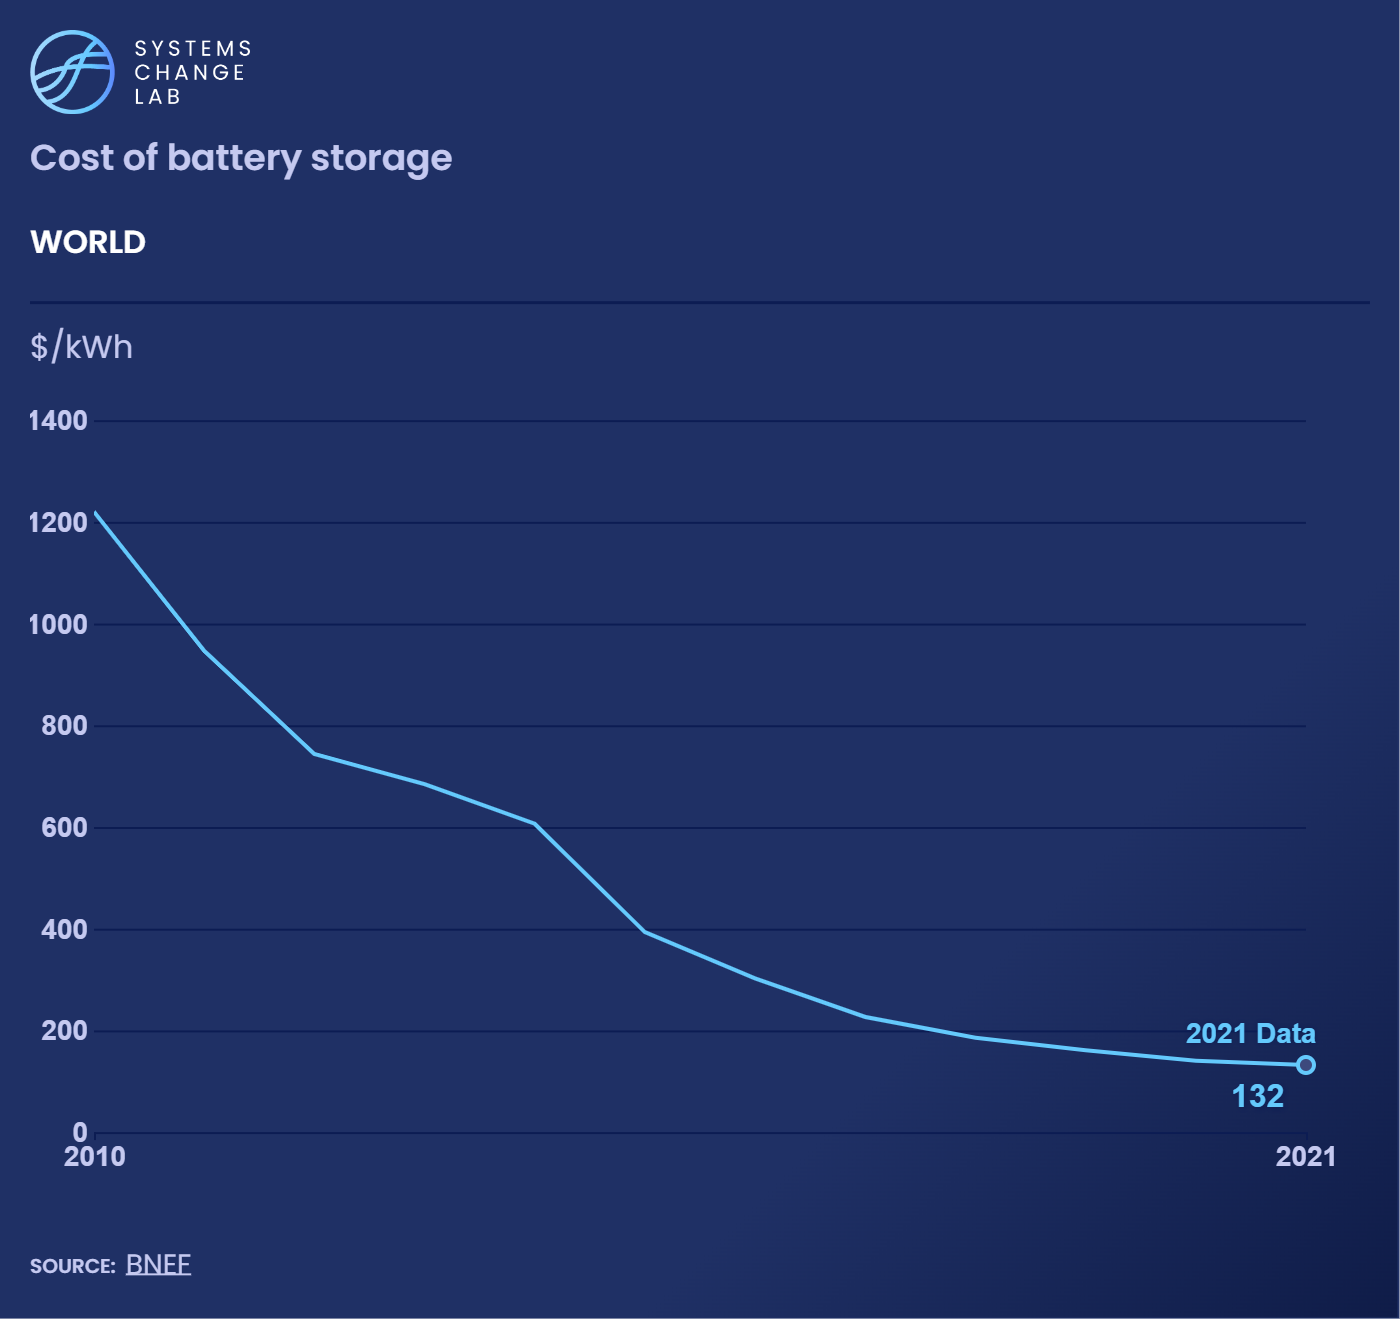 SYSTEMS
CHANGE
LAB
Cost of battery storage
WORLD
$/kWh
1400
1200
1000
800
600
400
200
0
2021 Data
132
2010
2021
SOURCE: BNEF